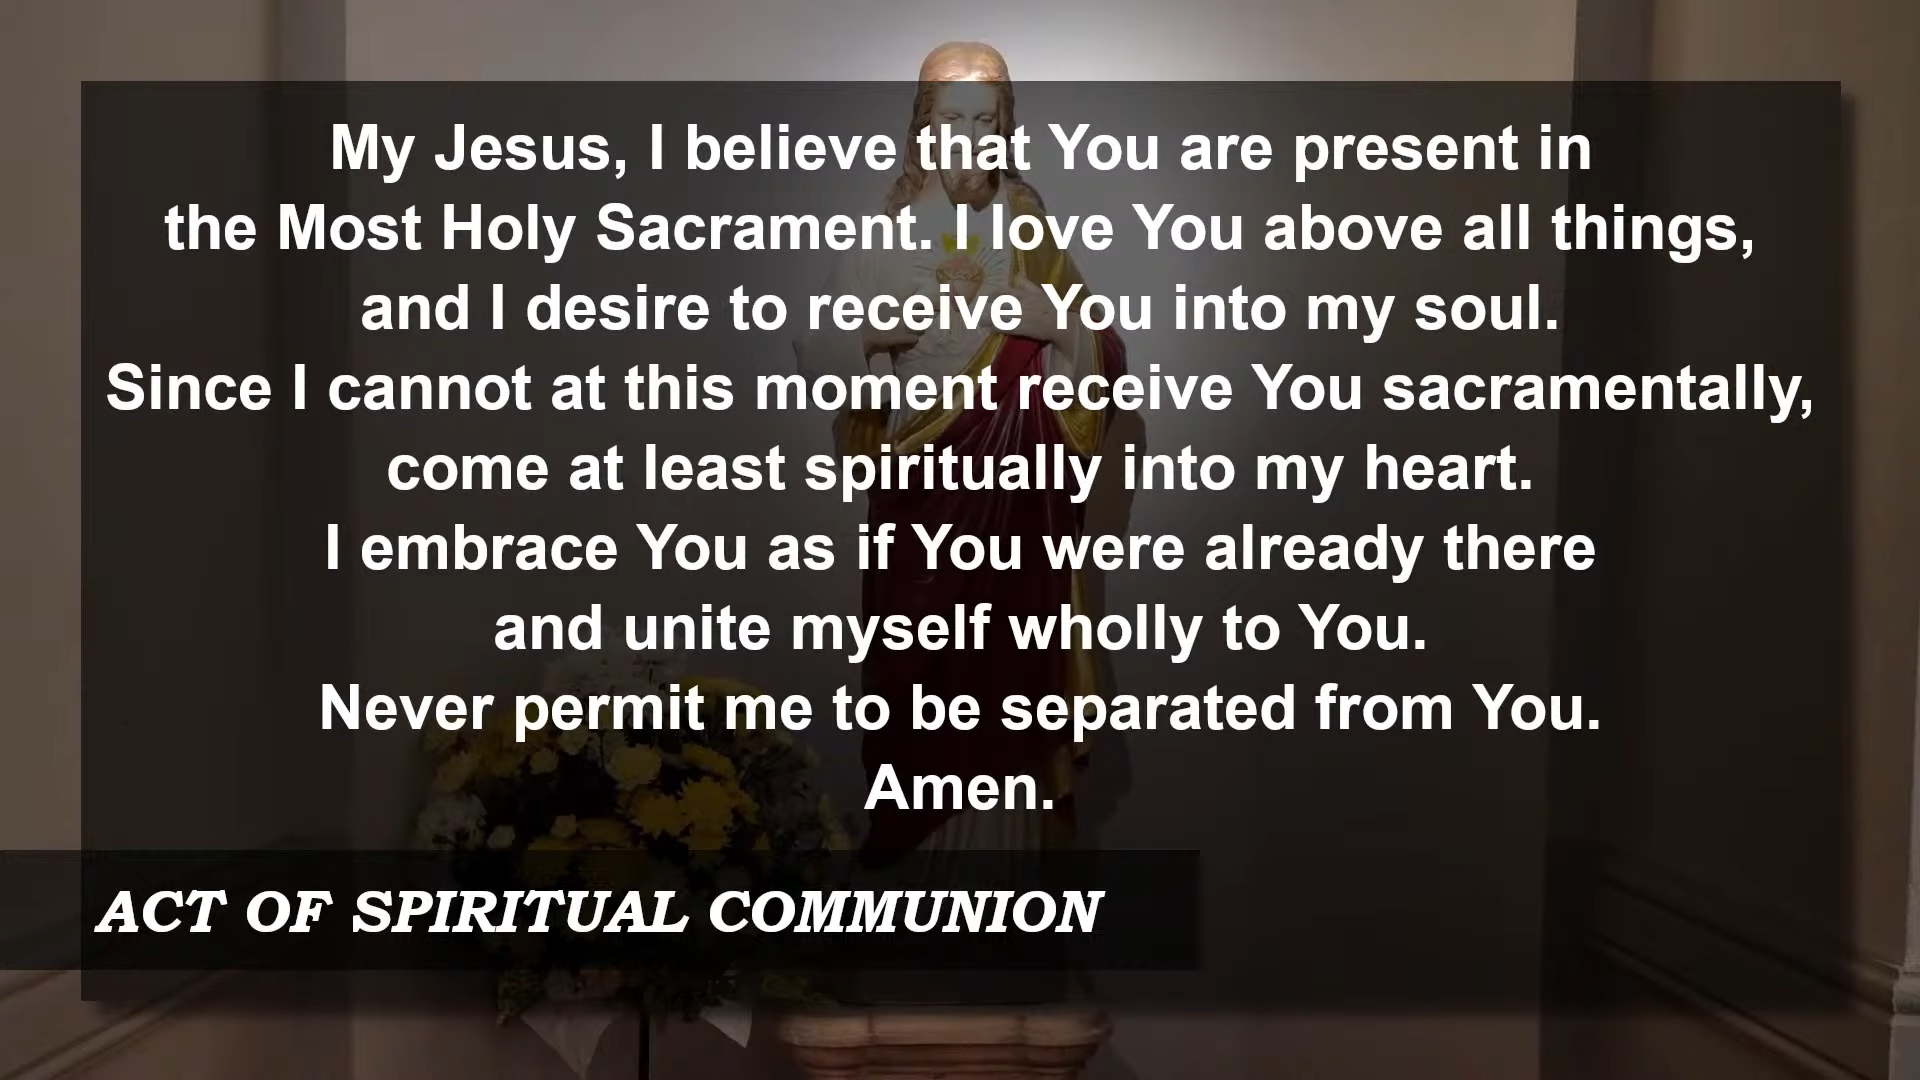 My Jesus, I believe that You are present in
the Most Holy Sacrament. I love You above all things,
and I desire to receive You into my soul.
Since I cannot at this moment receive You sacramentally,
come at least spiritually into my heart.
I embrace You as if You were already there
and unite myself wholly to You.
Never permit me to be separated from You.
Amen.
ACT OF SPIRITUAL COMMUNION